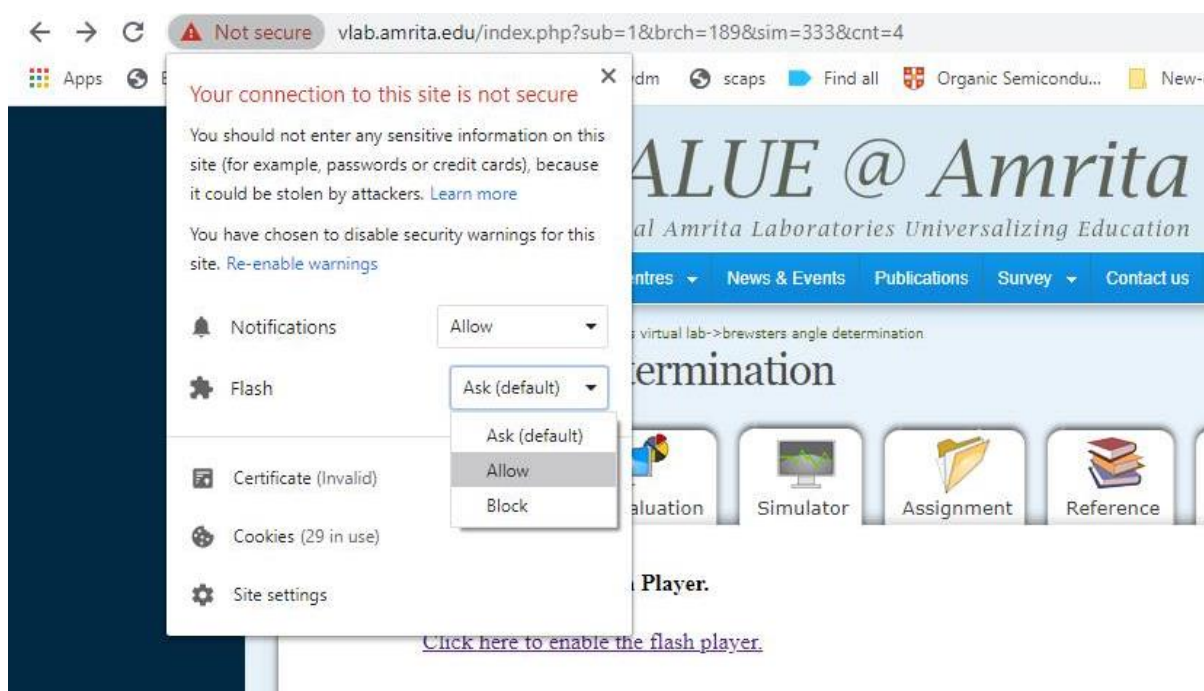 Not secure vlab.amrita.edu/index.php?sub=1&brch=189&sim=333&cnt=4
Apps scaps Find all Organic Semicondu... New-
Your connection to this site is not secure
You should not enter any sensitive information on this
site (for example, passwords or credit cards), because
it could be stolen by attackers. Learn more
You have chosen to disable security warnings for this
site. Re-enable warnings
Notifications Allow
Flash Ask (default)
Ask (default)
Allow
Block
Certificate (Invalid)
Cookies (29 in use)
Site settings
ALUE @ Amrita
al Amrita Laboratories Universalizing Education
entres News & Events Publications Survey Contact us
s virtual lab->brewsters angle determination
ermination
aluation Simulator Assignment Reference
Player.
Click here to enable the flash player.